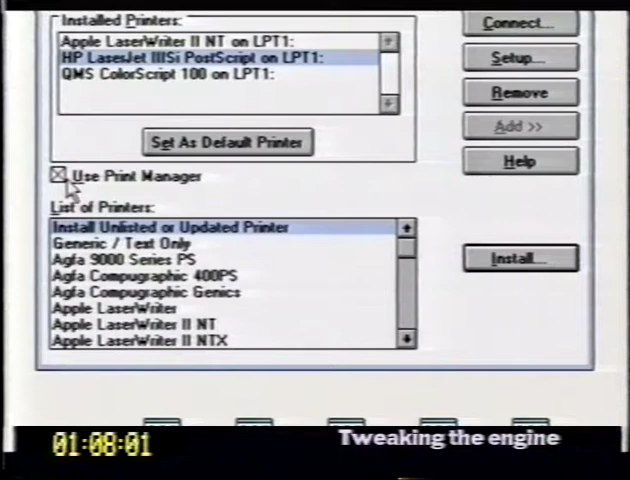 Installed Printers:
Connect...
Apple LaserWriter II NT on LPT1:
HP LaserJet IIISi PostScript on LPT1:
Setup...
QMS ColorScript 100 on LPT1:
Remove
Add >>
Set As Default Printer
Help
Use Print Manager
List of Printers:
Install Unlisted or Updated Printer
Generic / Text Only
Agfa 9000 Series PS
Install...
Agfa Compugraphic 400PS
Agfa Compugraphic Genics
Apple LaserWriter
Apple LaserWriter II NT
Apple LaserWriter II NTX
01:08:01
Tweaking the engine